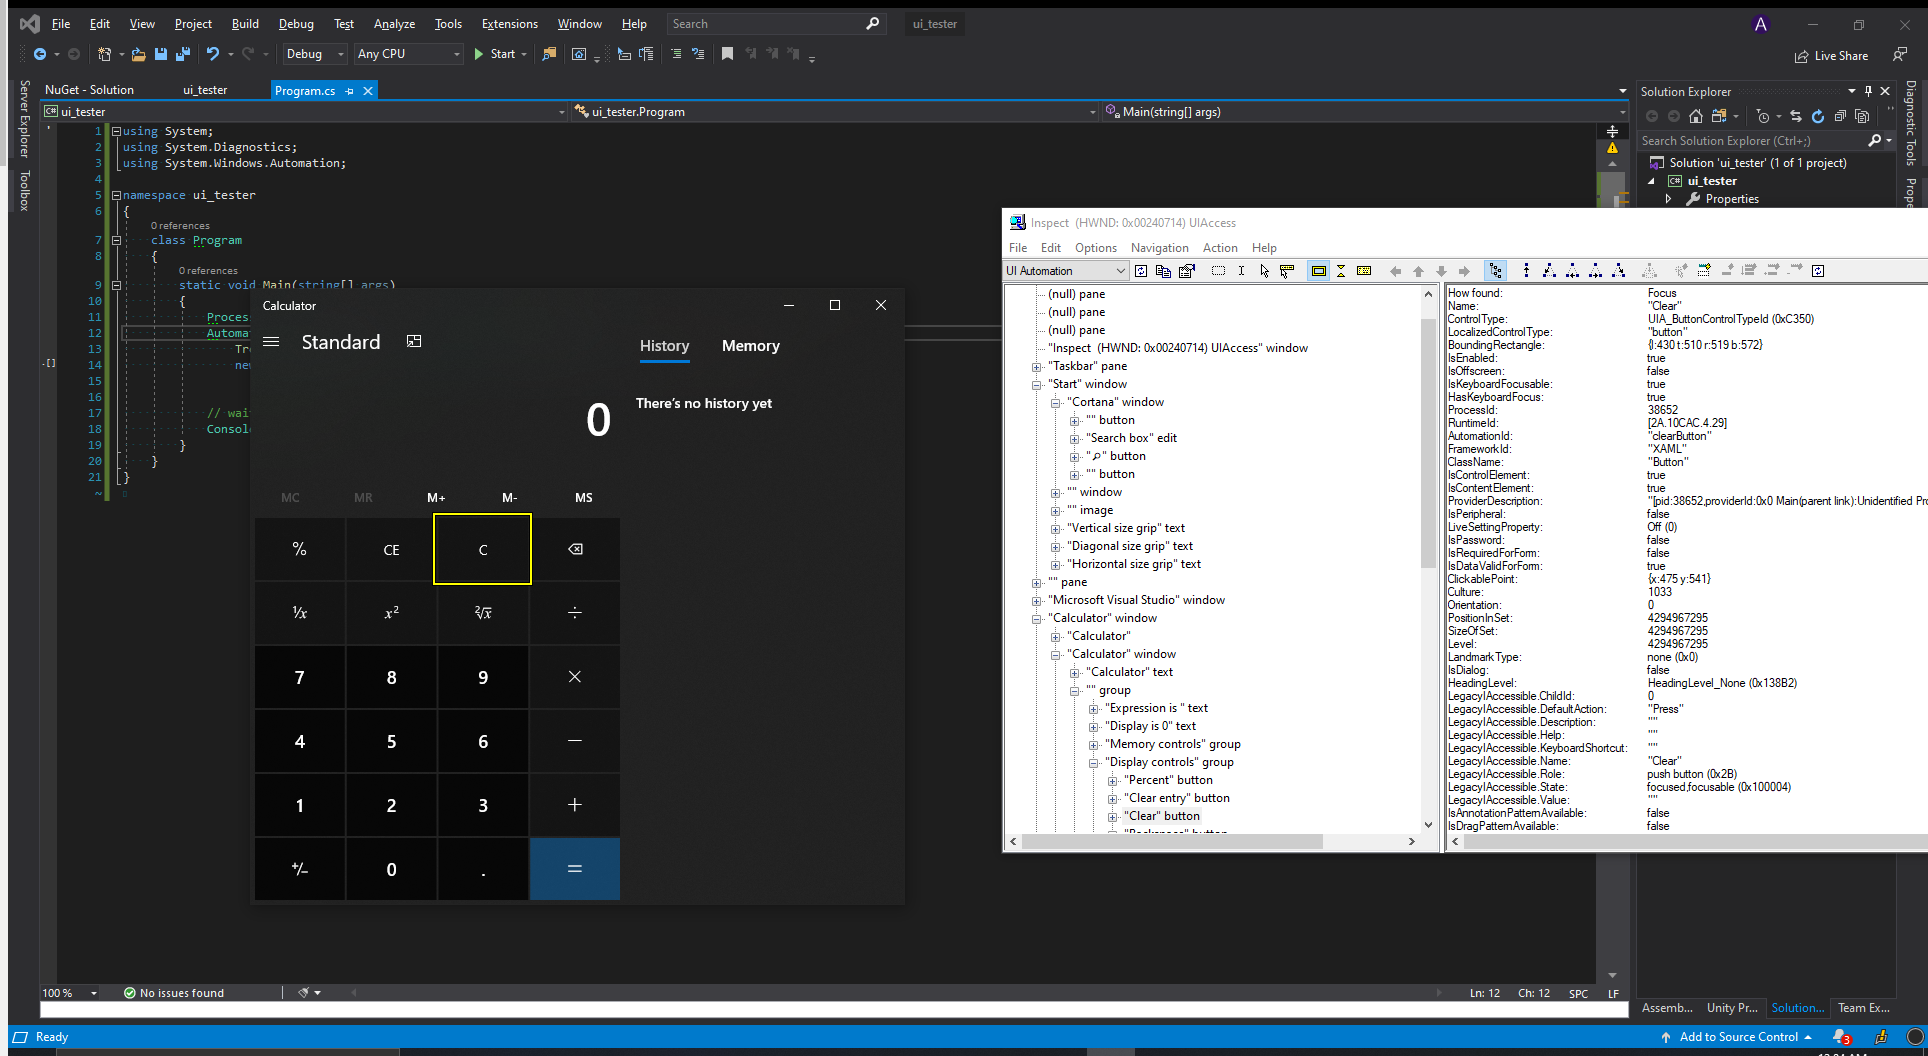 File Edit View Project Build Debug Test Analyze Tools Extensions Window Help Search ui_tester A
Debug Any CPU Start Live Share
NuGet - Solution ui_tester Program.cs
ui_tester ui_tester.Program Main(string[] args)
1 using System;
2 using System.Diagnostics;
3 using System.Windows.Automation;
4
5 namespace ui_tester
6 {
0 references
7 class Program
8 {
0 references
9 static void Main(string[] args)
10 {
11 Proces
12 Automa
13 Tre
14 new
15
16
17 // wai
18 Consol
19 }
20 }
21 }
~
Server Explorer
Toolbox
Calculator
Standard
History Memory
0
There's no history yet
MC MR M+ M- MS
% CE C
⅟x x² ²√x ÷
7 8 9 ×
4 5 6 −
1 2 3 +
+/− 0 . =
Inspect (HWND: 0x00240714) UIAccess
File Edit Options Navigation Action Help
UI Automation
(null) pane
(null) pane
(null) pane
"Inspect (HWND: 0x00240714) UIAccess" window
"Taskbar" pane
"Start" window
"Cortana" window
"" button
"Search box" edit
"⌕" button
"" button
"" window
"" image
"Vertical size grip" text
"Diagonal size grip" text
"Horizontal size grip" text
"" pane
"Microsoft Visual Studio" window
"Calculator" window
"Calculator"
"Calculator" window
"Calculator" text
"" group
"Expression is " text
"Display is 0" text
"Memory controls" group
"Display controls" group
"Percent" button
"Clear entry" button
"Clear" button
"Backspace" button
How found: Focus
Name: "Clear"
ControlType: UIA_ButtonControlTypeId (0xC350)
LocalizedControlType: "button"
BoundingRectangle: {l:430 t:510 r:519 b:572}
IsEnabled: true
IsOffscreen: false
IsKeyboardFocusable: true
HasKeyboardFocus: true
ProcessId: 38652
RuntimeId: [2A.10CAC.4.29]
AutomationId: "clearButton"
FrameworkId: "XAML"
ClassName: "Button"
IsControlElement: true
IsContentElement: true
ProviderDescription: "[pid:38652,providerId:0x0 Main(parent link):Unidentified Pro
IsPeripheral: false
LiveSettingProperty: Off (0)
IsPassword: false
IsRequiredForForm: false
IsDataValidForForm: true
ClickablePoint: {x:475 y:541}
Culture: 1033
Orientation: 0
PositionInSet: 4294967295
SizeOfSet: 4294967295
Level: 4294967295
LandmarkType: none (0x0)
IsDialog: false
HeadingLevel: HeadingLevel_None (0x138B2)
LegacyIAccessible.ChildId: 0
LegacyIAccessible.DefaultAction: "Press"
LegacyIAccessible.Description: ""
LegacyIAccessible.Help: ""
LegacyIAccessible.KeyboardShortcut: ""
LegacyIAccessible.Name: "Clear"
LegacyIAccessible.Role: push button (0x2B)
LegacyIAccessible.State: focused,focusable (0x100004)
LegacyIAccessible.Value: ""
IsAnnotationPatternAvailable: false
IsDragPatternAvailable: false
Solution Explorer
Search Solution Explorer (Ctrl+;)
Solution 'ui_tester' (1 of 1 project)
ui_tester
Properties
Diagnostic Tools
Prope
100 % No issues found Ln: 12 Ch: 12 SPC LF
Assemb... Unity Pr... Solution... Team Ex...
Ready Add to Source Control 3